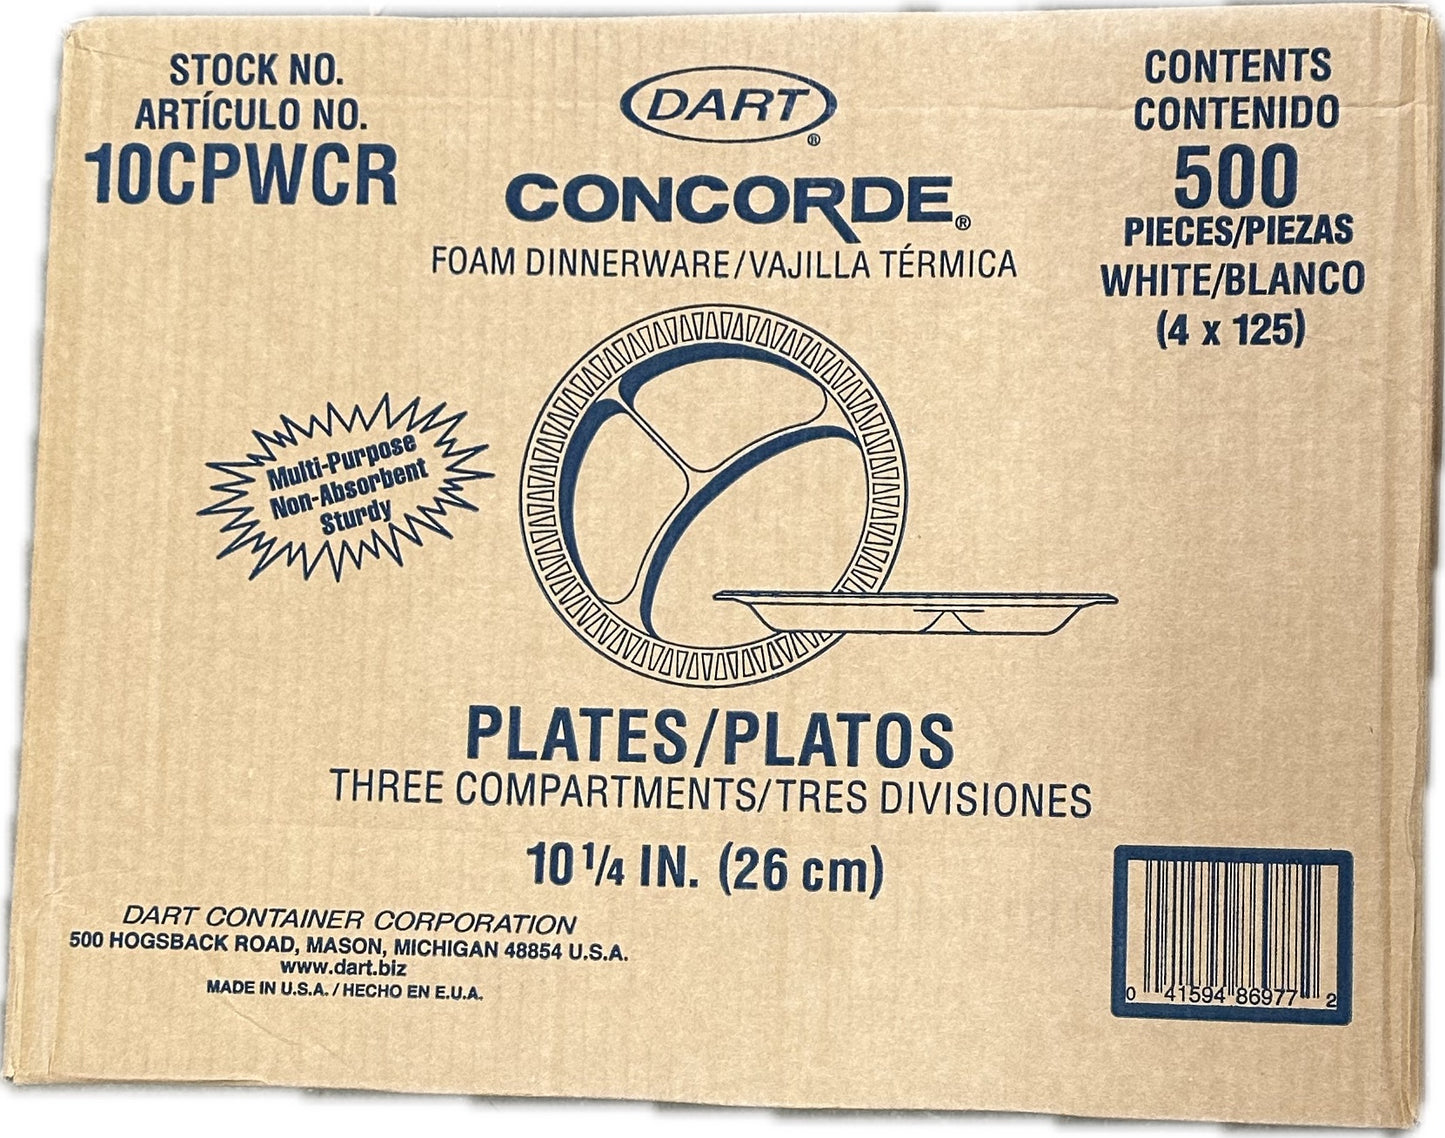 STOCK NO.
ARTÍCULO NO.
10CPWCR
DART®
CONCORDE®
FOAM DINNERWARE/VAJILLA TÉRMICA
CONTENTS
CONTENIDO
500
PIECES/PIEZAS
WHITE/BLANCO
(4 x 125)
Multi-Purpose
Non-Absorbent
Sturdy
PLATES/PLATOS
THREE COMPARTMENTS/TRES DIVISIONES
10 1/4 IN. (26 cm)
DART CONTAINER CORPORATION
500 HOGSBACK ROAD, MASON, MICHIGAN 48854 U.S.A.
www.dart.biz
MADE IN U.S.A. / HECHO EN E.U.A.
0 41594 86977 2